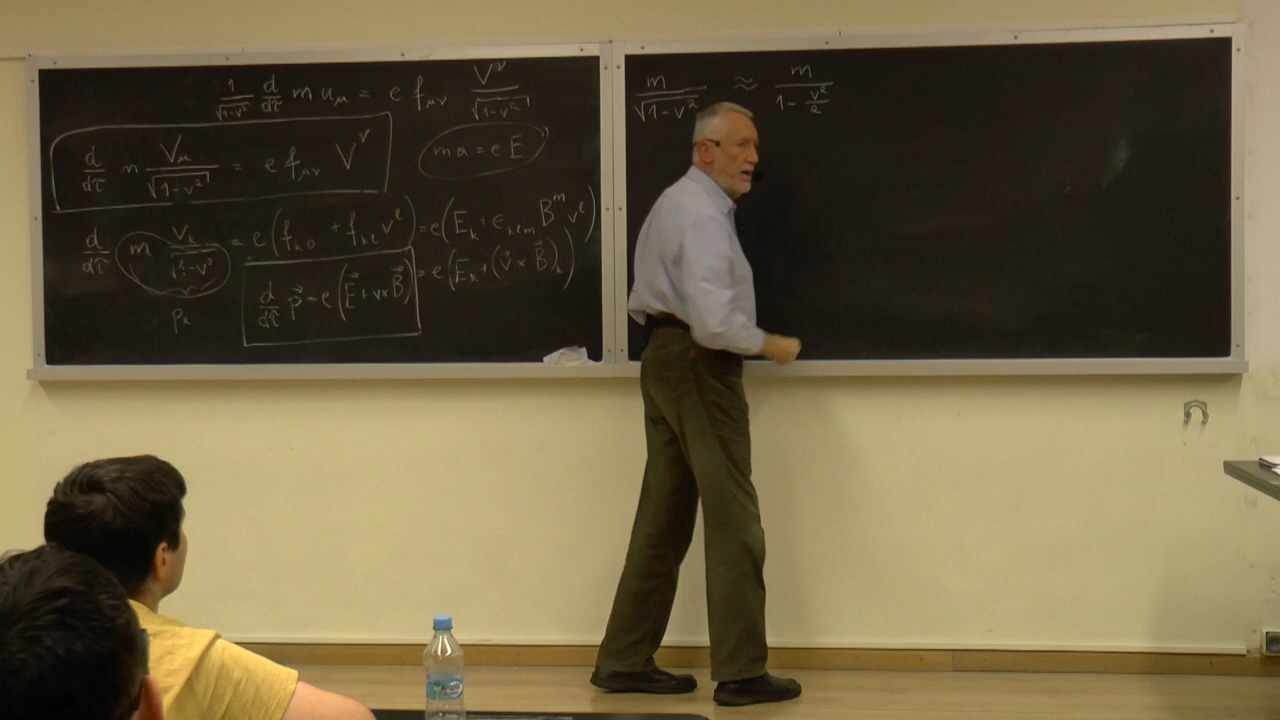 1/√(1-v²) d/dτ m u_μ = e f_μν V^ν/√(1-v²)
d/dτ m V_μ/√(1-v²) = e f_μν V^ν
ma = e E
d/dτ m V_k/√(1-v²) = e(f_k0 + f_kl v^l) = e(E_k + ϵ_klm B^m v^l)
= e(E_k + (v⃗ × B⃗)_k)
p_k
d/dτ p⃗ = e(E⃗ + v × B⃗)
m/√(1-v²) ≈ m/(1 - v²/2)